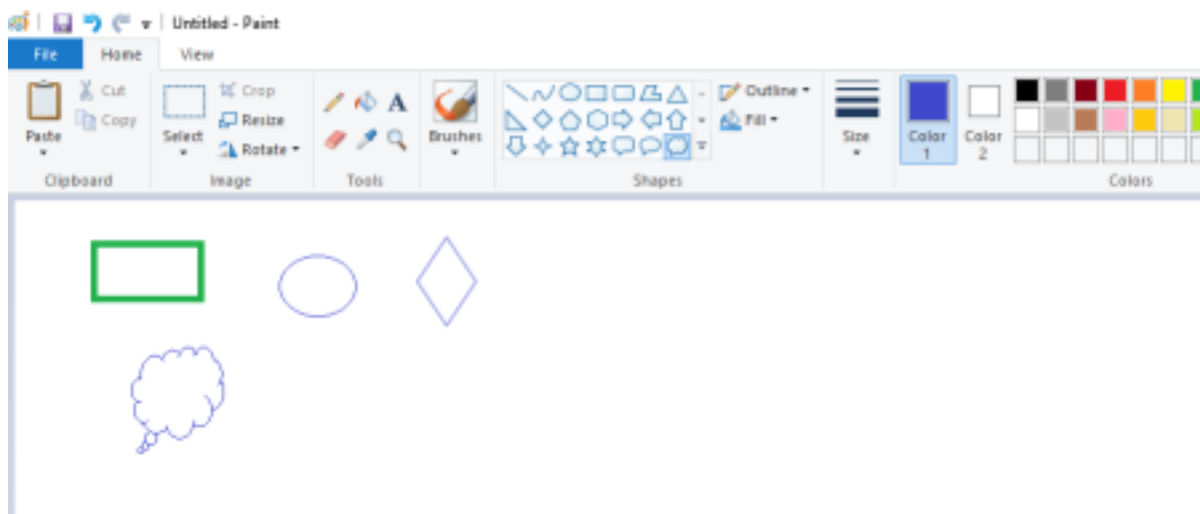 Untitled - Paint
File Home View
Cut
Copy
Paste
Clipboard
Select
Crop
Resize
Rotate
Image
A
Tools
Brushes
Outline
Fill
Shapes
Size
Color 1
Color 2
Colors